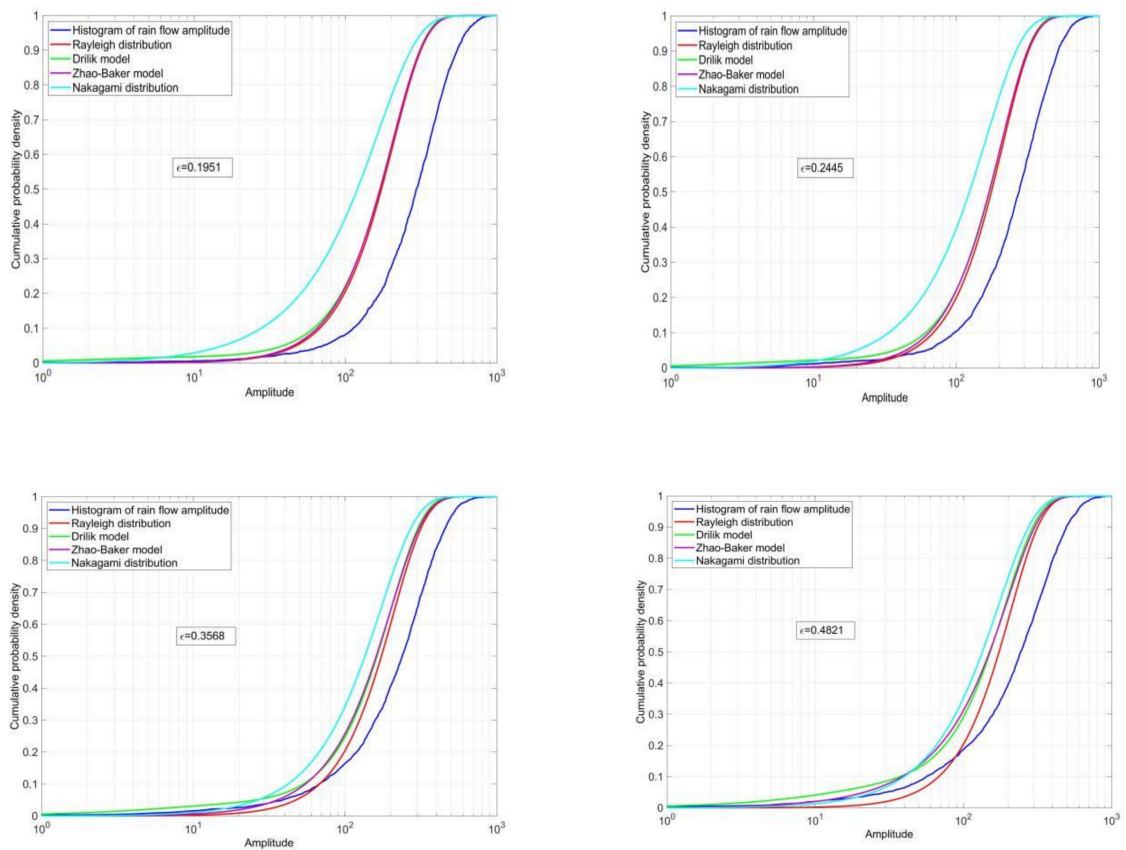 Cumulative probability density
1
0.9
0.8
0.7
0.6
0.5
0.4
0.3
0.2
0.1
0
Histogram of rain flow amplitude
Rayleigh distribution
Drilik model
Zhao-Baker model
Nakagami distribution
ϵ=0.1951
10^0
10^1
10^2
10^3
Amplitude
Cumulative probability density
1
0.9
0.8
0.7
0.6
0.5
0.4
0.3
0.2
0.1
0
Histogram of rain flow amplitude
Rayleigh distribution
Drilik model
Zhao-Baker model
Nakagami distribution
ϵ=0.2445
10^0
10^1
10^2
10^3
Amplitude
Cumulative probability density
1
0.9
0.8
0.7
0.6
0.5
0.4
0.3
0.2
0.1
0
Histogram of rain flow amplitude
Rayleigh distribution
Drilik model
Zhao-Baker model
Nakagami distribution
ϵ=0.3568
10^0
10^1
10^2
10^3
Amplitude
Cumulative probability density
1
0.9
0.8
0.7
0.6
0.5
0.4
0.3
0.2
0.1
0
Histogram of rain flow amplitude
Rayleigh distribution
Drilik model
Zhao-Baker model
Nakagami distribution
ϵ=0.4821
10^0
10^1
10^2
10^3
Amplitude